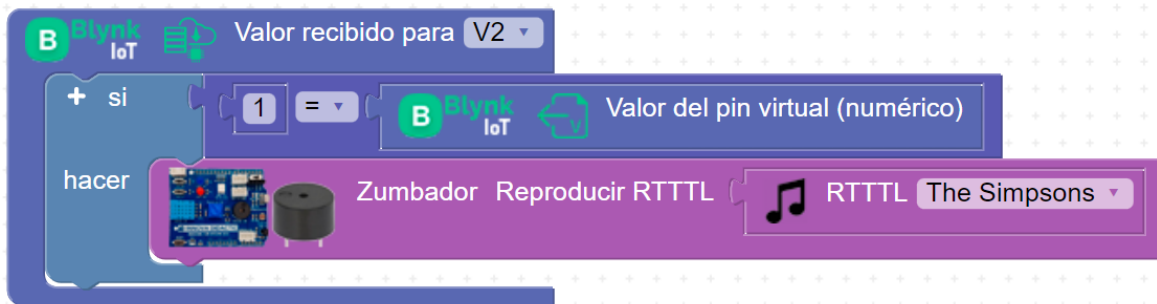 B Blynk IoT Valor recibido para V2
+ si 1 = B Blynk IoT Valor del pin virtual (numérico)
hacer Zumbador Reproducir RTTTL RTTTL The Simpsons